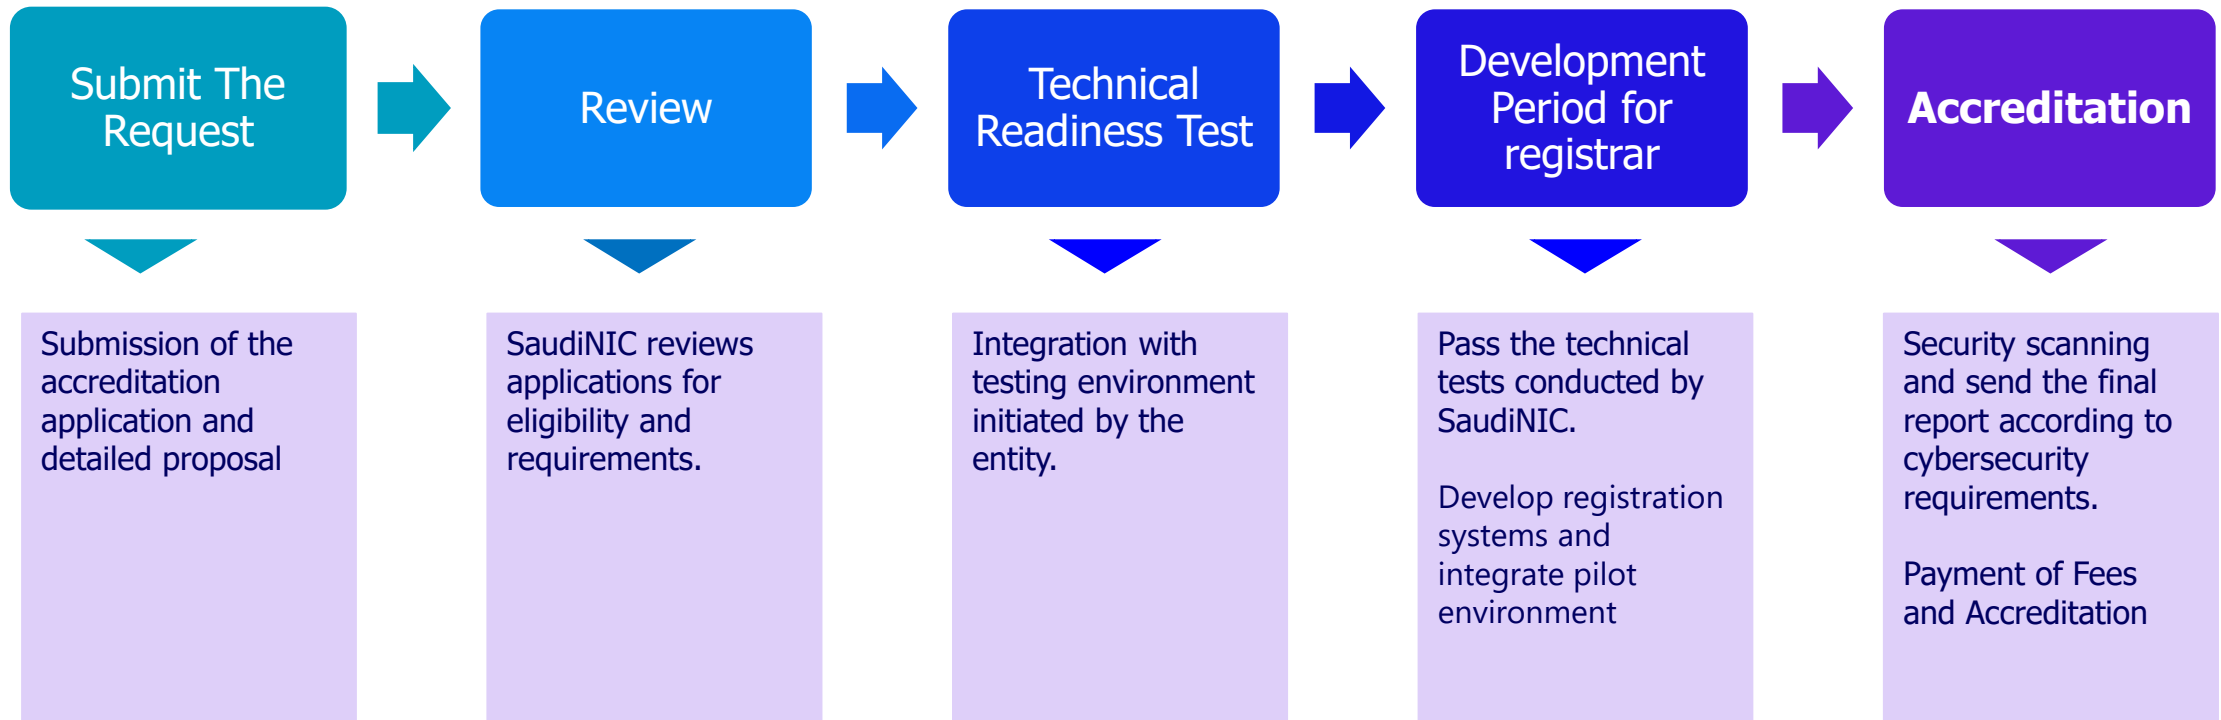 Submit The
Request
Review
Technical
Readiness Test
Development
Period for
registrar
Accreditation
Submission of the
accreditation
application and
detailed proposal
SaudiNIC reviews
applications for
eligibility and
requirements.
Integration with
testing environment
initiated by the
entity.
Pass the technical
tests conducted by
SaudiNIC.
Develop registration
systems and
integrate pilot
environment
Security scanning
and send the final
report according to
cybersecurity
requirements.
Payment of Fees
and Accreditation